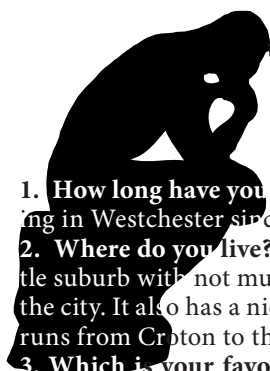 1. How long have you
ing in Westchester sinc
2. Where do you live?
tle suburb with not mu
the city. It also has a ni
runs from Croton to th
3. Which is your favo